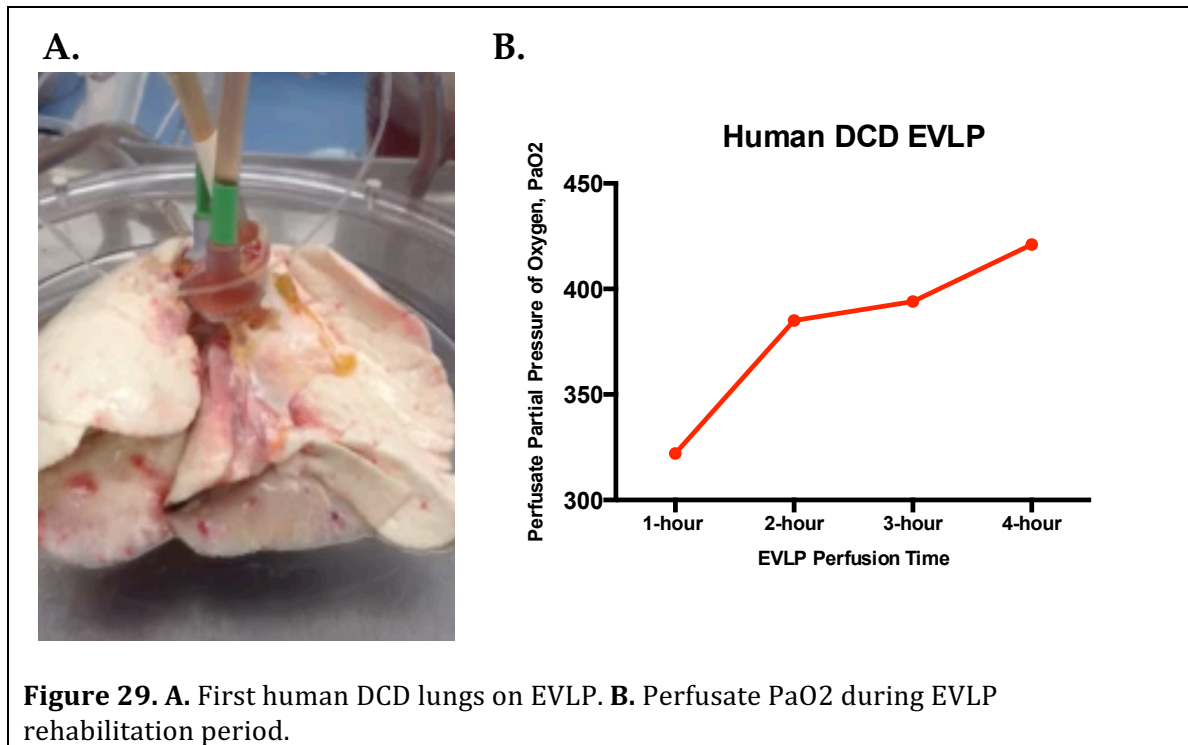 A.
B.
Human DCD EVLP
Perfusate Partial Pressure of Oxygen, PaO2
450
400
350
300
1-hour 2-hour 3-hour 4-hour
EVLP Perfusion Time
Figure 29. A. First human DCD lungs on EVLP. B. Perfusate PaO2 during EVLP
rehabilitation period.